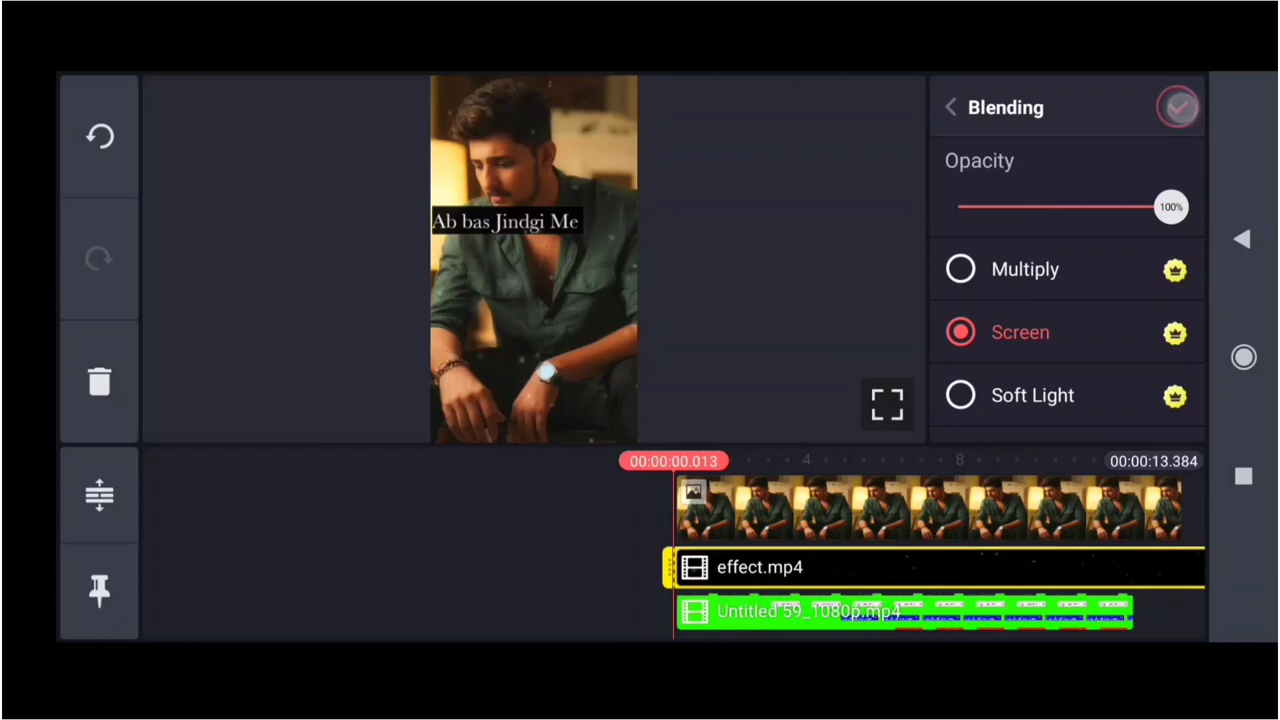 Blending
Opacity
100%
Ab bas Jindgi Me
Multiply
Screen
Soft Light
00:00:00.013
4
8
00:00:13.384
effect.mp4
Untitled 59_1080p.mp4